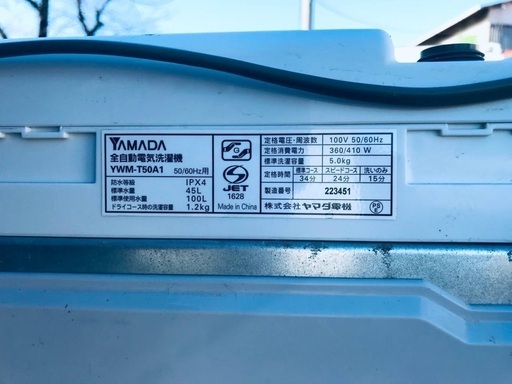 YAMADA
全自動電気洗濯機
YWM-T50A1 50/60Hz用
防水等級 IPX4
標準水量 45L
標準使用水量 100L
ドライコース時の洗濯容量 1.2kg
S
JET
1628
Made in China
定格電圧・周波数 100V 50/60Hz
定格消費電力 360/410 W
標準洗濯容量 5.0kg
定格時間 標準コース スピードコース 洗いのみ
34分 24分 15分
製造番号 223451
株式会社 ヤマダ電機
PSE